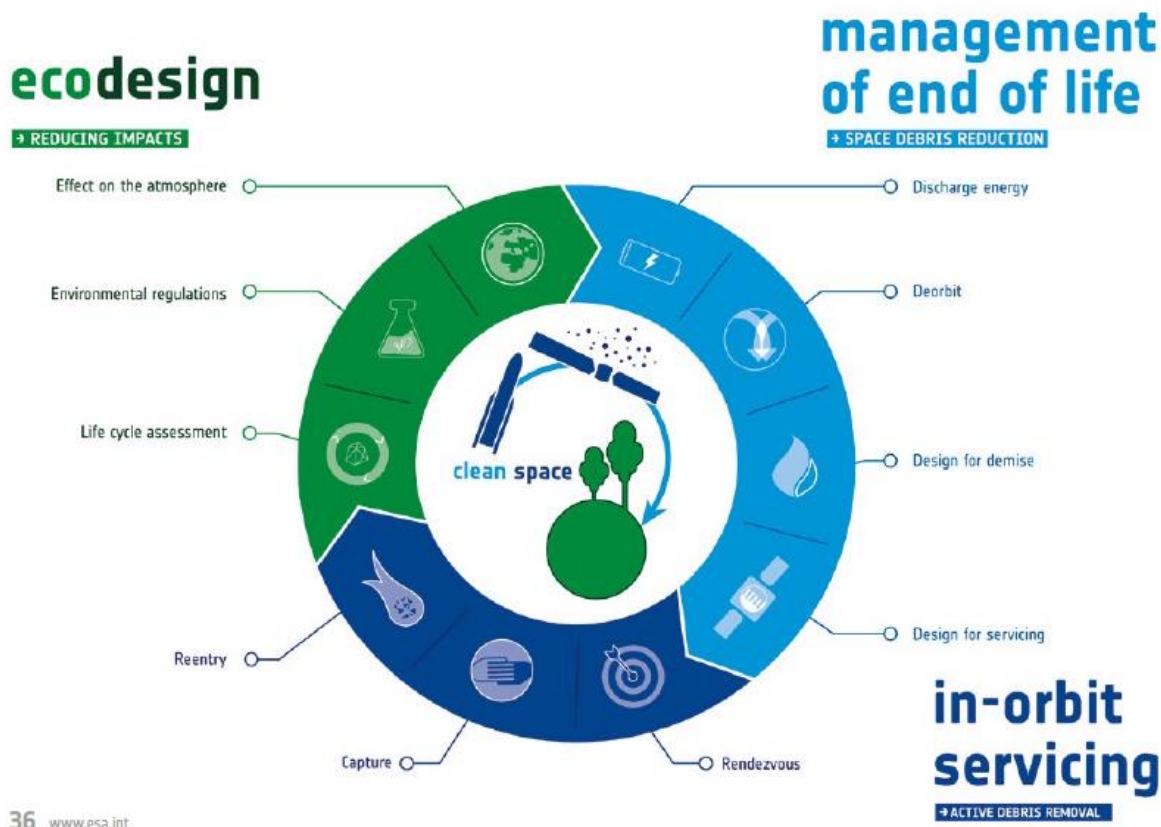 ecodesign
→ REDUCING IMPACTS
management
of end of life
→ SPACE DEBRIS REDUCTION
Effect on the atmosphere
Discharge energy
Environmental regulations
Deorbit
clean space
Life cycle assessment
Design for demise
Design for servicing
Reentry
Capture
Rendezvous
in-orbit
servicing
→ ACTIVE DEBRIS REMOVAL
36 www.esa.int